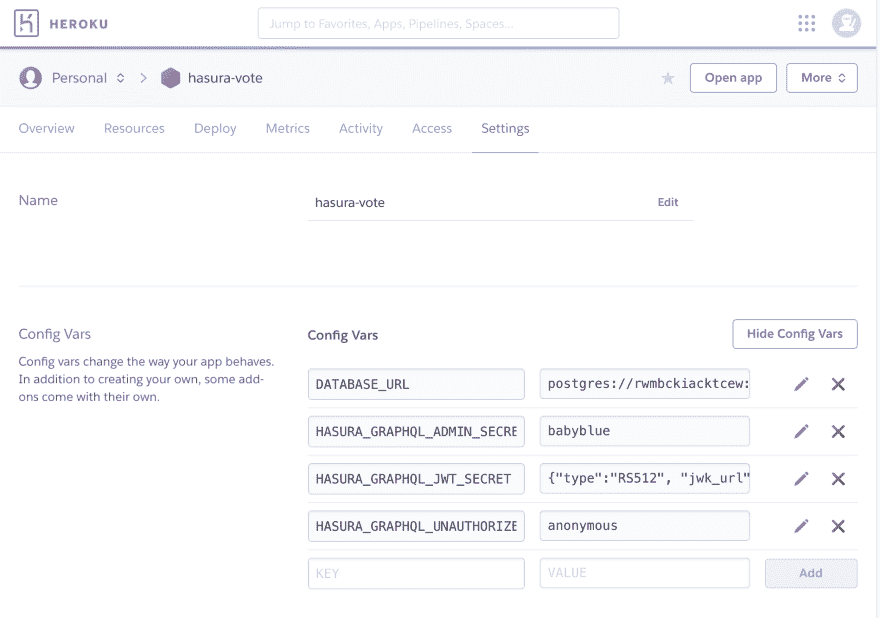 HEROKU
Jump to Favorites, Apps, Pipelines, Spaces...
Personal
hasura-vote
Open app
More
Overview
Resources
Deploy
Metrics
Activity
Access
Settings
Name
hasura-vote
Edit
Config Vars
Config vars change the way your app behaves.
In addition to creating your own, some add-
ons come with their own.
Config Vars
Hide Config Vars
DATABASE_URL
postgres://rwmbckiacktcew:
HASURA_GRAPHQL_ADMIN_SECRE
babyblue
HASURA_GRAPHQL_JWT_SECRET
{"type":"RS512", "jwk_url"
HASURA_GRAPHQL_UNAUTHORIZE
anonymous
KEY
VALUE
Add